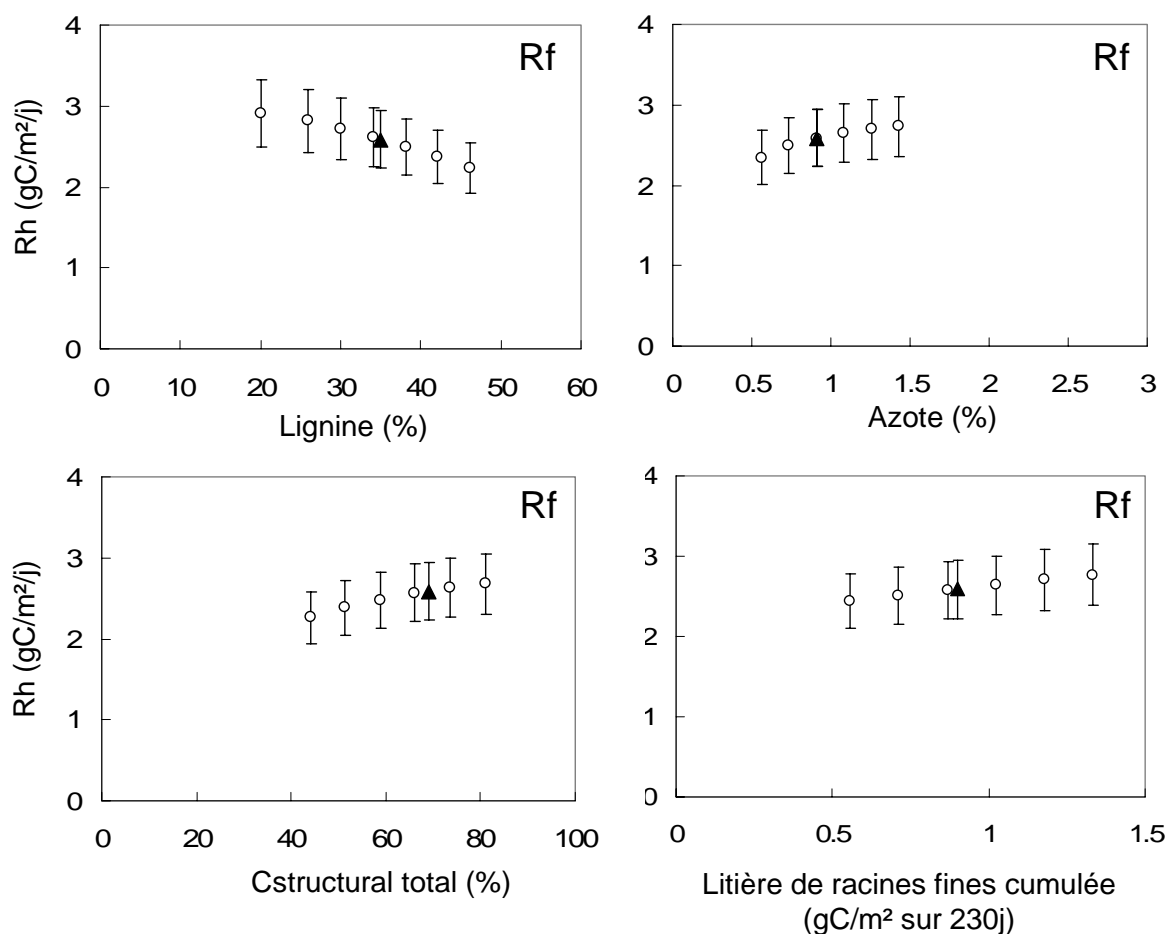 Rf
4
3
2
1
0
Rh (gC/m²/j)
0 10 20 30 40 50 60
Lignine (%)
Rf
4
3
2
1
0
0 0.5 1 1.5 2 2.5 3
Azote (%)
Rf
4
3
2
1
0
Rh (gC/m²/j)
0 20 40 60 80 100
Cstructural total (%)
Rf
4
3
2
1
0
0 0.5 1 1.5
Litière de racines fines cumulée
(gC/m² sur 230j)